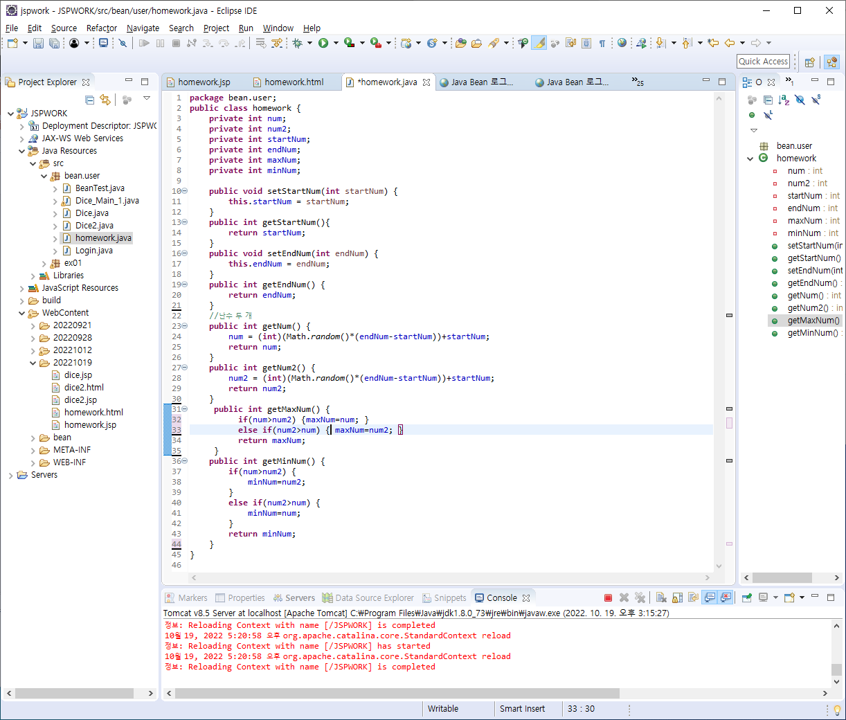 jspwork - JSPWORK/src/bean/user/homework.java - Eclipse IDE
File Edit Source Refactor Navigate Search Project Run Window Help
Quick Access
Project Explorer
JSPWORK
Deployment Descriptor: JSPWC
JAX-WS Web Services
Java Resources
src
bean.user
BeanTest.java
Dice_Main_1.java
Dice.java
Dice2.java
homework.java
Login.java
ex01
Libraries
JavaScript Resources
build
WebContent
20220921
20220928
20221012
20221019
dice.jsp
dice2.html
dice2.jsp
homework.html
homework.jsp
bean
META-INF
WEB-INF
Servers
homework.jsp homework.html *homework.java Java Bean 로그... Java Bean 로그... »25
1 package bean.user;
2 public class homework {
3 private int num;
4 private int num2;
5 private int startNum;
6 private int endNum;
7 private int maxNum;
8 private int minNum;
9
10 public void setStartNum(int startNum) {
11 this.startNum = startNum;
12 }
13 public int getStartNum(){
14 return startNum;
15 }
16 public void setEndNum(int endNum) {
17 this.endNum = endNum;
18 }
19 public int getEndNum() {
20 return endNum;
21 }
22 //난수 두 개
23 public int getNum() {
24 num = (int)(Math.random()*(endNum-startNum))+startNum;
25 return num;
26 }
27 public int getNum2() {
28 num2 = (int)(Math.random()*(endNum-startNum))+startNum;
29 return num2;
30 }
31 public int getMaxNum() {
32 if(num>num2) {maxNum=num; }
33 else if(num2>num) { maxNum=num2; }
34 return maxNum;
35 }
36 public int getMinNum() {
37 if(num>num2) {
38 minNum=num2;
39 }
40 else if(num2>num) {
41 minNum=num;
42 }
43 return minNum;
44 }
45 }
46
O »1
bean.user
homework
num : int
num2 : int
startNum : int
endNum : int
maxNum : int
minNum : int
setStartNum(in
getStartNum()
setEndNum(int
getEndNum() :
getNum() : int
getNum2() : int
getMaxNum()
getMinNum() :
Markers Properties Servers Data Source Explorer Snippets Console
Tomcat v8.5 Server at localhost [Apache Tomcat] C:₩Program Files₩Java₩jdk1.8.0_73₩jre₩bin₩javaw.exe (2022. 10. 19. 오후 3:15:27)
정보: Reloading Context with name [/JSPWORK] is completed
10월 19, 2022 5:20:58 오후 org.apache.catalina.core.StandardContext reload
정보: Reloading Context with name [/JSPWORK] has started
10월 19, 2022 5:20:58 오후 org.apache.catalina.core.StandardContext reload
정보: Reloading Context with name [/JSPWORK] is completed
Writable Smart Insert 33 : 30